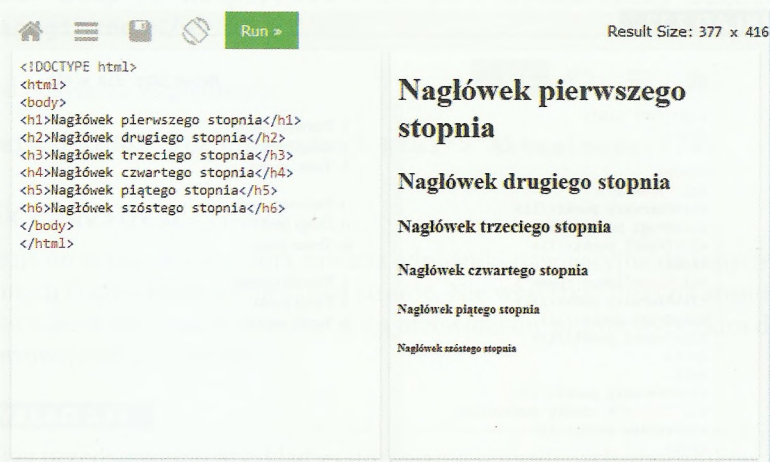 Run »
Result Size: 377 x 416
<!DOCTYPE html>
<html>
<body>
<h1>Nagłówek pierwszego stopnia</h1>
<h2>Nagłówek drugiego stopnia</h2>
<h3>Nagłówek trzeciego stopnia</h3>
<h4>Nagłówek czwartego stopnia</h4>
<h5>Nagłówek piątego stopnia</h5>
<h6>Nagłówek szóstego stopnia</h6>
</body>
</html>
Nagłówek pierwszego
stopnia
Nagłówek drugiego stopnia
Nagłówek trzeciego stopnia
Nagłówek czwartego stopnia
Nagłówek piątego stopnia
Nagłówek szóstego stopnia